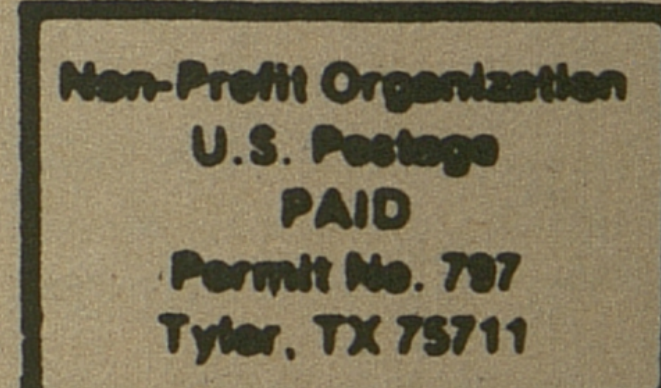 Non-Profit Organization
U.S. Postage
PAID
Permit No. 797
Tyler, TX 75711